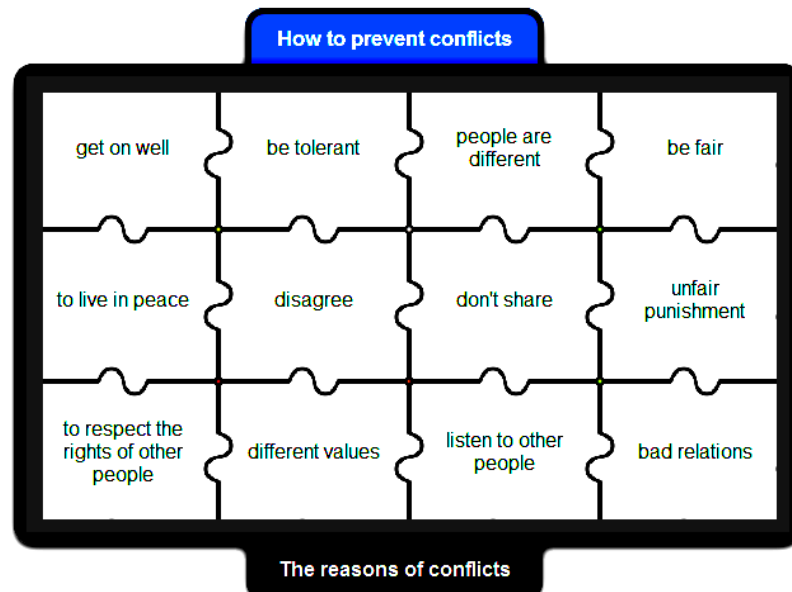 How to prevent conflicts
get on well
be tolerant
people are
different
be fair
to live in peace
disagree
don't share
unfair
punishment
to respect the
rights of other
people
different values
listen to other
people
bad relations
The reasons of conflicts